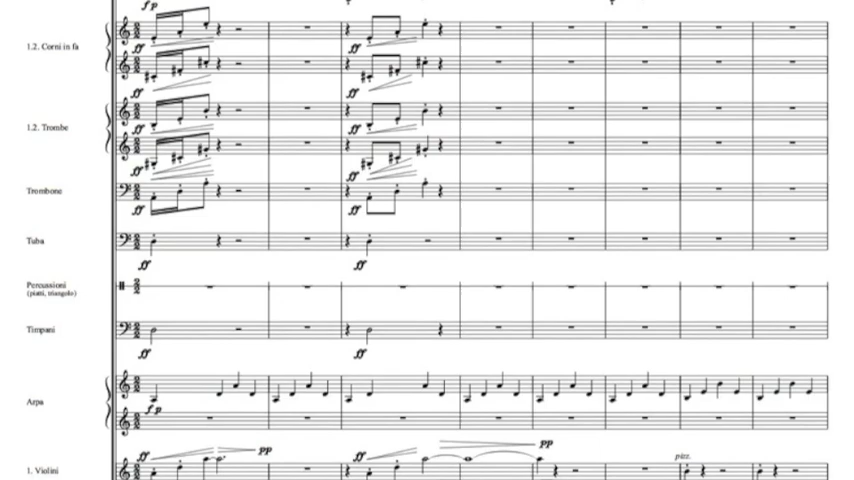 fp
1.2. Corni in fa
ff
ff
ff
ff
1.2. Trombe
ff
ff
ff
ff
Trombone
ff
ff
Tuba
ff
ff
Percussioni
(piatti, triangolo)
Timpani
ff
ff
Arpa
fp
1. Violini
ff
pp
ff
pp
pizz.